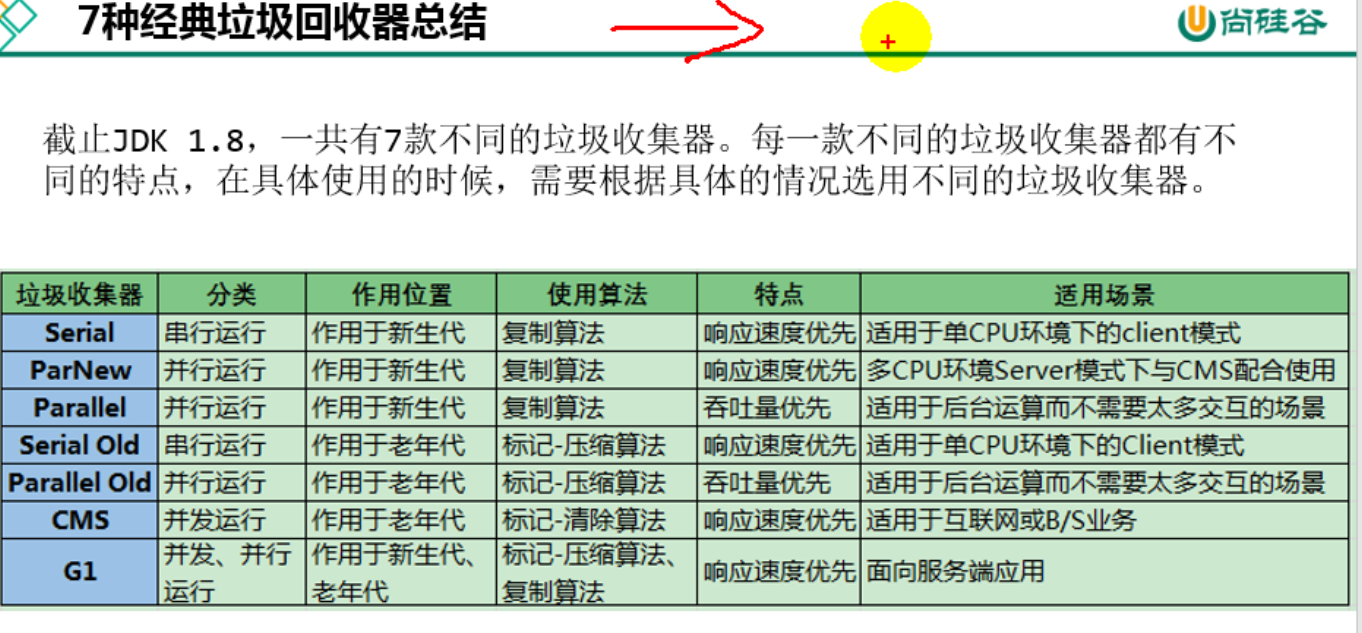 7种经典垃圾回收器总结
尚硅谷
截止JDK 1.8，一共有7款不同的垃圾收集器。每一款不同的垃圾收集器都有不
同的特点，在具体使用的时候，需要根据具体的情况选用不同的垃圾收集器。
垃圾收集器 分类 作用位置 使用算法 特点 适用场景
Serial 串行运行 作用于新生代 复制算法 响应速度优先 适用于单CPU环境下的client模式
ParNew 并行运行 作用于新生代 复制算法 响应速度优先 多CPU环境Server模式下与CMS配合使用
Parallel 并行运行 作用于新生代 复制算法 吞吐量优先 适用于后台运算而不需要太多交互的场景
Serial Old 串行运行 作用于老年代 标记-压缩算法 响应速度优先 适用于单CPU环境下的Client模式
Parallel Old 并行运行 作用于老年代 标记-压缩算法 吞吐量优先 适用于后台运算而不需要太多交互的场景
CMS 并发运行 作用于老年代 标记-清除算法 响应速度优先 适用于互联网或B/S业务
G1 并发、并行 作用于新生代、 标记-压缩算法、 响应速度优先 面向服务端应用
运行 老年代 复制算法